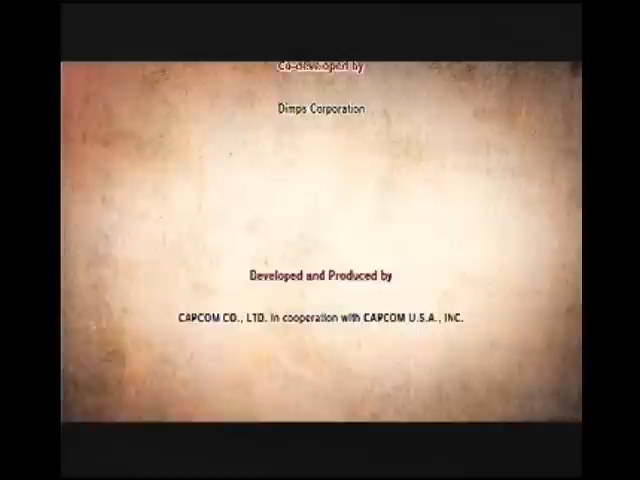 Co-developed by
Dimps Corporation
Developed and Produced by
CAPCOM CO., LTD. in cooperation with CAPCOM U.S.A., INC.